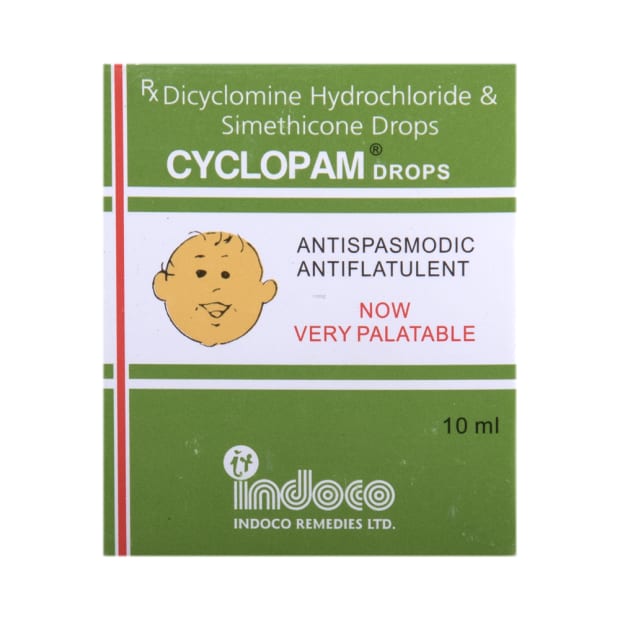 Rx Dicyclomine Hydrochloride &
Simethicone Drops
CYCLOPAM® DROPS
ANTISPASMODIC
ANTIFLATULENT
NOW
VERY PALATABLE
10 ml
indoco
INDOCO REMEDIES LTD.